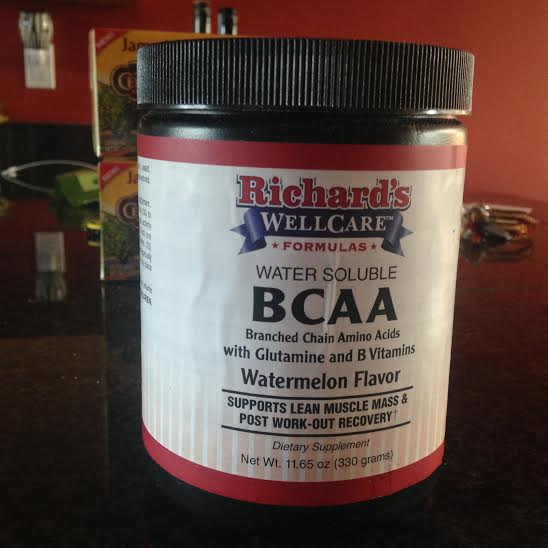 Richard's
WELLCARE™
FORMULAS
WATER SOLUBLE
BCAA
Branched Chain Amino Acids
with Glutamine and B Vitamins
Watermelon Flavor
SUPPORTS LEAN MUSCLE MASS &
POST WORK-OUT RECOVERY†
Dietary Supplement
Net Wt. 11.65 oz (330 grams)